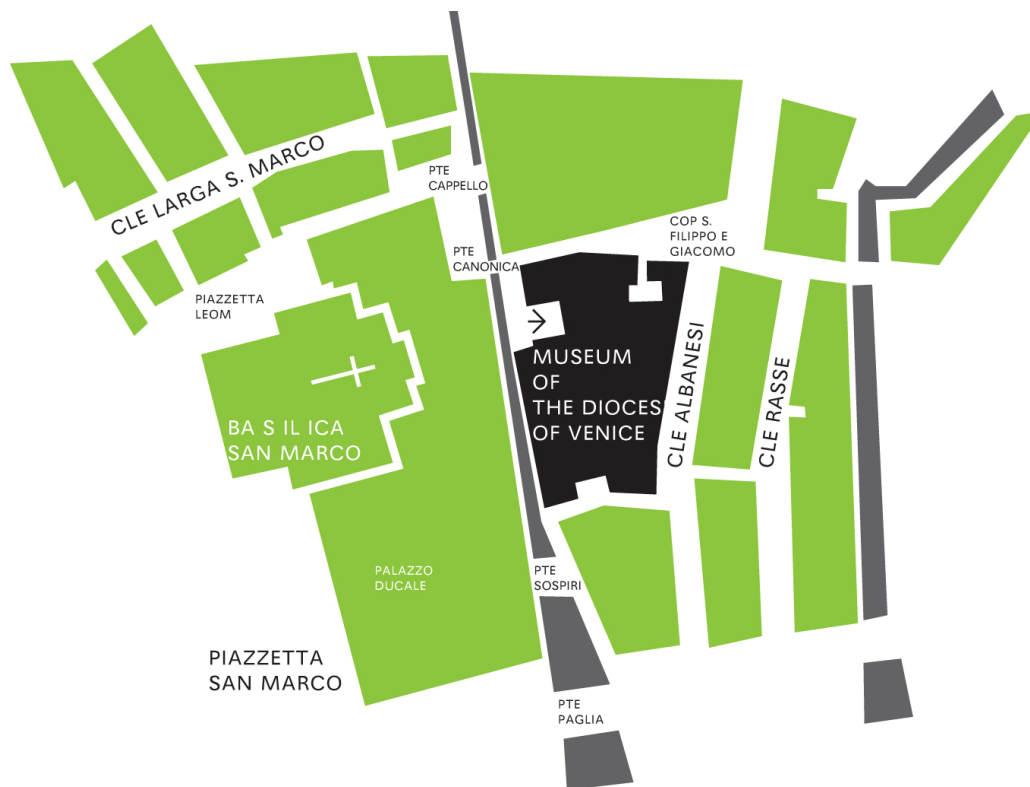 CLE LARGA S. MARCO
PTE
CAPPELLO
COP S.
FILIPPO E
GIACOMO
PTE
CANONICA
PIAZZETTA
LEOM
MUSEUM
OF
THE DIOCES
OF VENICE
CLE ALBANESI
CLE RASSE
BA S IL ICA
SAN MARCO
PALAZZO
DUCALE
PTE
SOSPIRI
PIAZZETTA
SAN MARCO
PTE
PAGLIA